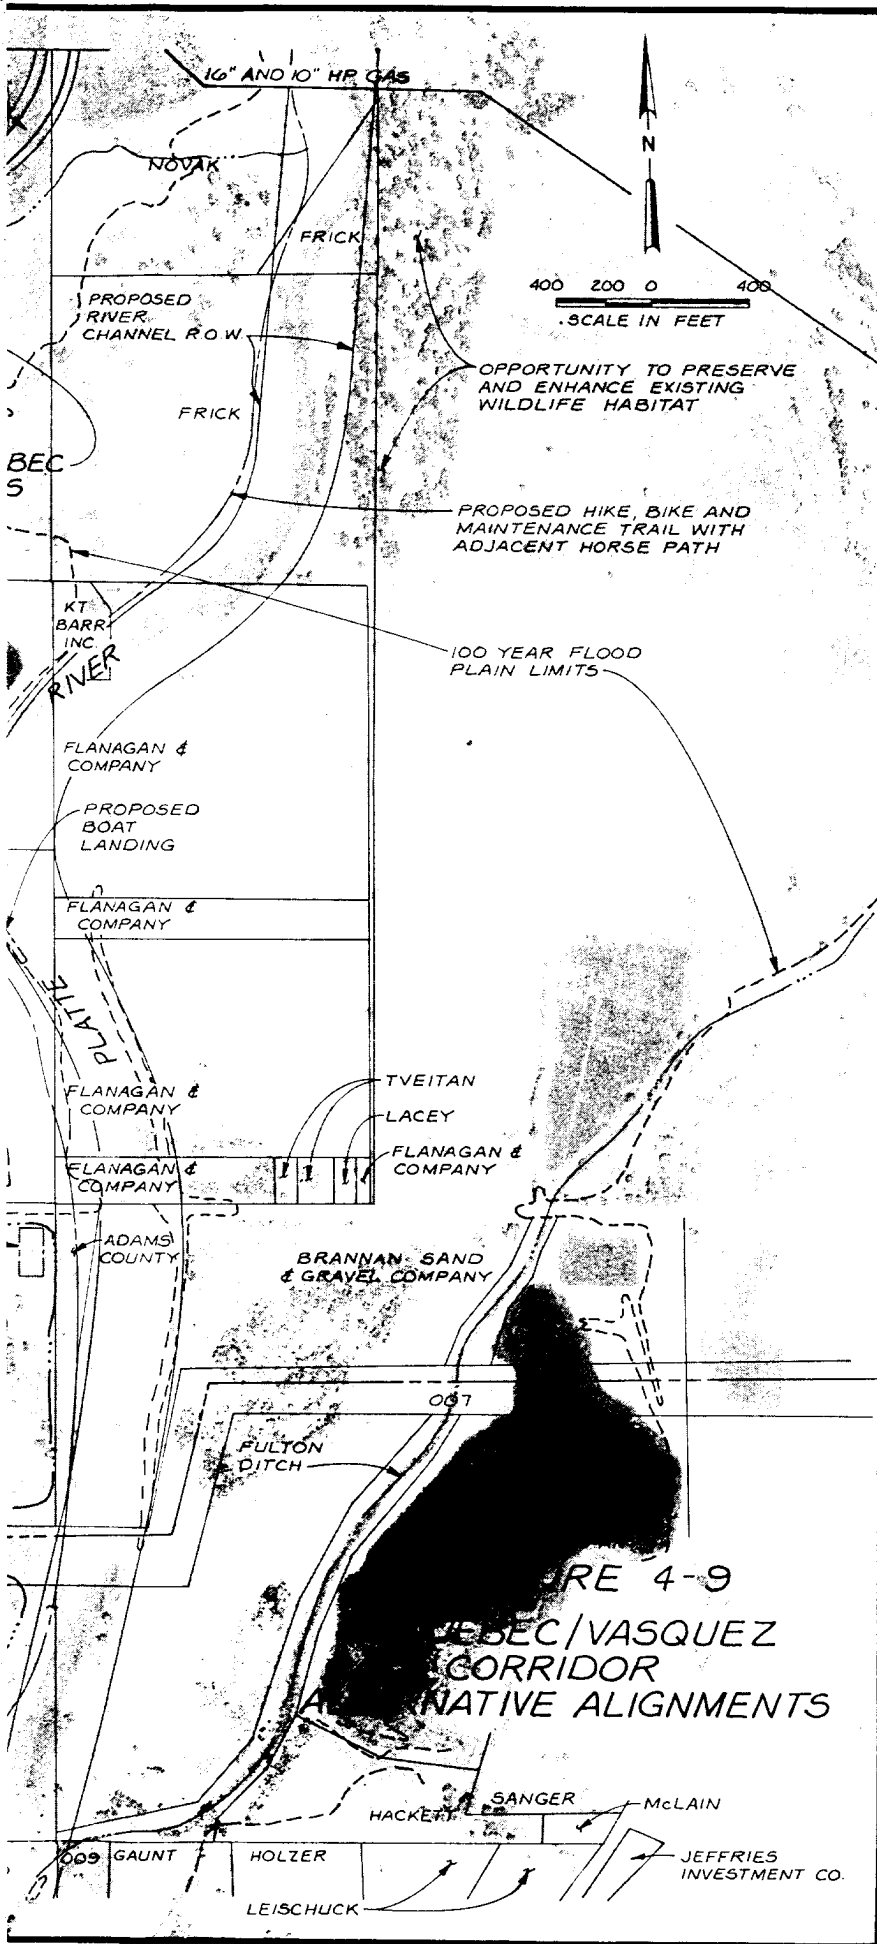 16" AND 10" HP GAS
N
NOVAK
FRICK
400 200 0 400
SCALE IN FEET
PROPOSED
RIVER
CHANNEL R.O.W.
OPPORTUNITY TO PRESERVE
AND ENHANCE EXISTING
WILDLIFE HABITAT
FRICK
BEC
S
PROPOSED HIKE, BIKE AND
MAINTENANCE TRAIL WITH
ADJACENT HORSE PATH
KT
BARR
INC.
RIVER
100 YEAR FLOOD
PLAIN LIMITS
FLANAGAN &
COMPANY
PROPOSED
BOAT
LANDING
FLANAGAN &
COMPANY
PLATTE
FLANAGAN &
COMPANY
TVEITAN
LACEY
FLANAGAN &
COMPANY
FLANAGAN &
COMPANY
ADAMS
COUNTY
BRANNAN SAND
& GRAVEL COMPANY
007
FULTON
DITCH
URE 4-9
UEBEC/VASQUEZ
CORRIDOR
NATIVE ALIGNMENTS
HACKETT
SANGER
McLAIN
009
GAUNT
HOLZER
JEFFRIES
INVESTMENT CO.
LEISCHUCK